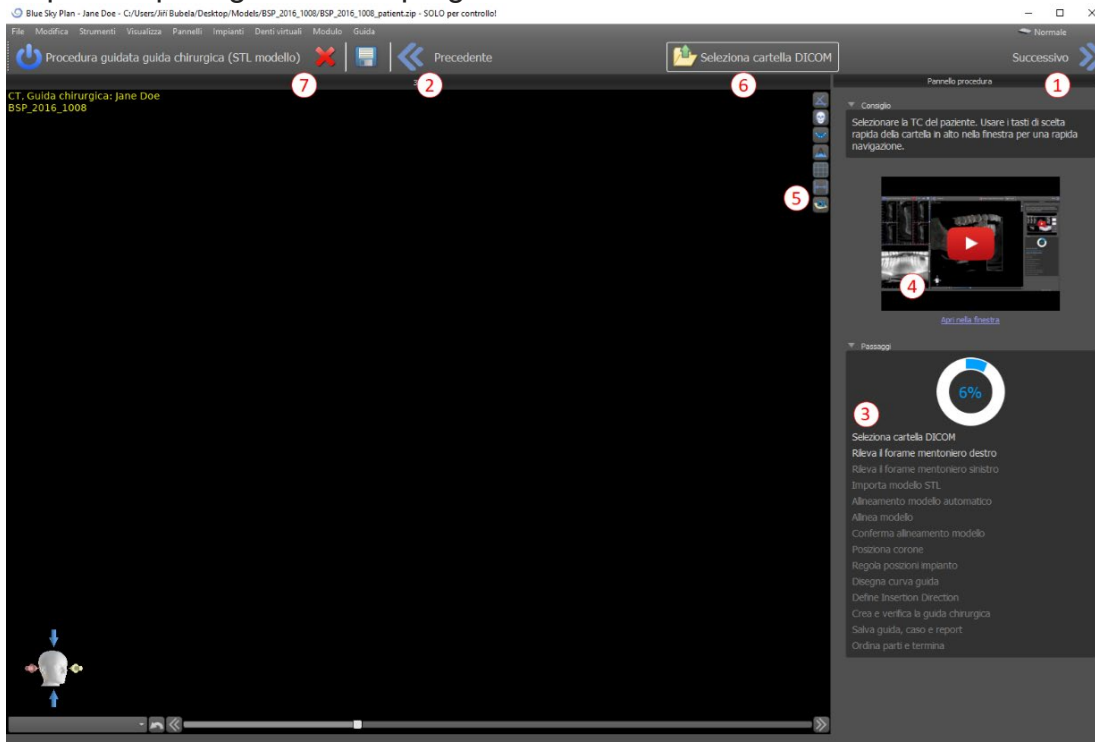 Blue Sky Plan - Jane Doe - C:/Users/Jiří Bubela/Desktop/Models/BSP_2016_1008/BSP_2016_1008_patient.zip - SOLO per controllo!
File Modifica Strumenti Visualizza Pannelli Impianti Denti virtuali Modulo Guida
Normale
Procedura guidata guida chirurgica (STL modello)
Precedente
Seleziona cartella DICOM
Successivo
7
2
6
1
Pannello procedura
CT, Guida chirurgica: Jane Doe
BSP_2016_1008
Consiglio
Selezionare la TC del paziente. Usare i tasti di scelta
rapida della cartella in alto nella finestra per una rapida
navigazione.
5
4
Apri nella finestra
Passaggi
6%
3
Seleziona cartella DICOM
Rileva il forame mentoniero destro
Rileva il forame mentoniero sinistro
Importa modello STL
Allineamento modello automatico
Allinea modello
Conferma allineamento modello
Posiziona corone
Regola posizioni impianto
Disegna curva guida
Define Insertion Direction
Crea e verifica la guida chirurgica
Salva guida, caso e report
Ordina parti e termina